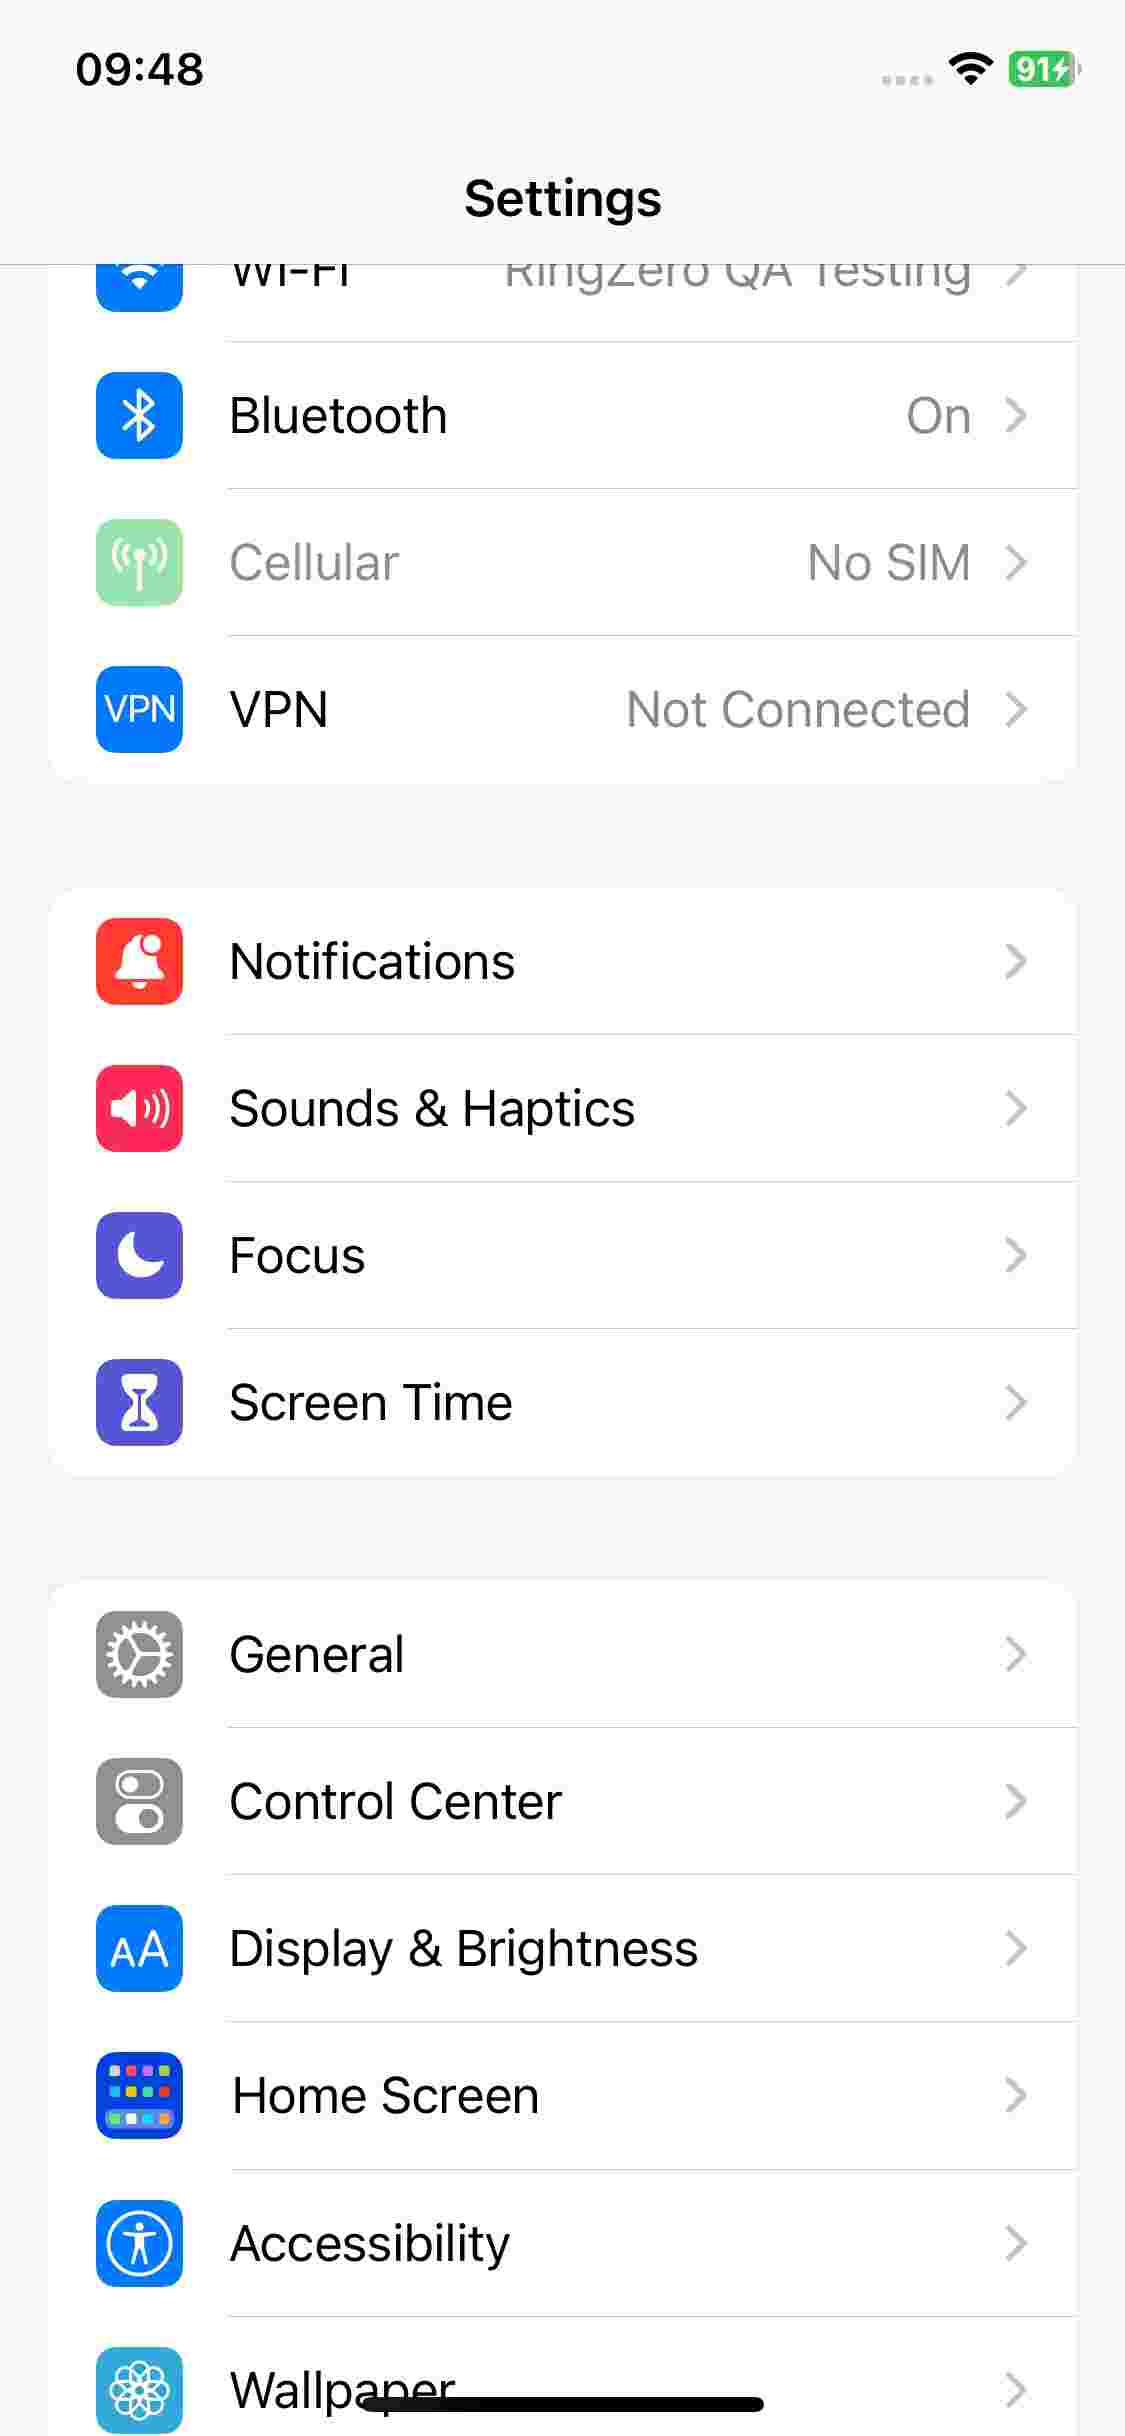 09:48
91
Settings
Wi-Fi RingZero QA Testing
Bluetooth On
Cellular No SIM
VPN VPN Not Connected
Notifications
Sounds & Haptics
Focus
Screen Time
General
Control Center
AA Display & Brightness
Home Screen
Accessibility
Wallpaper